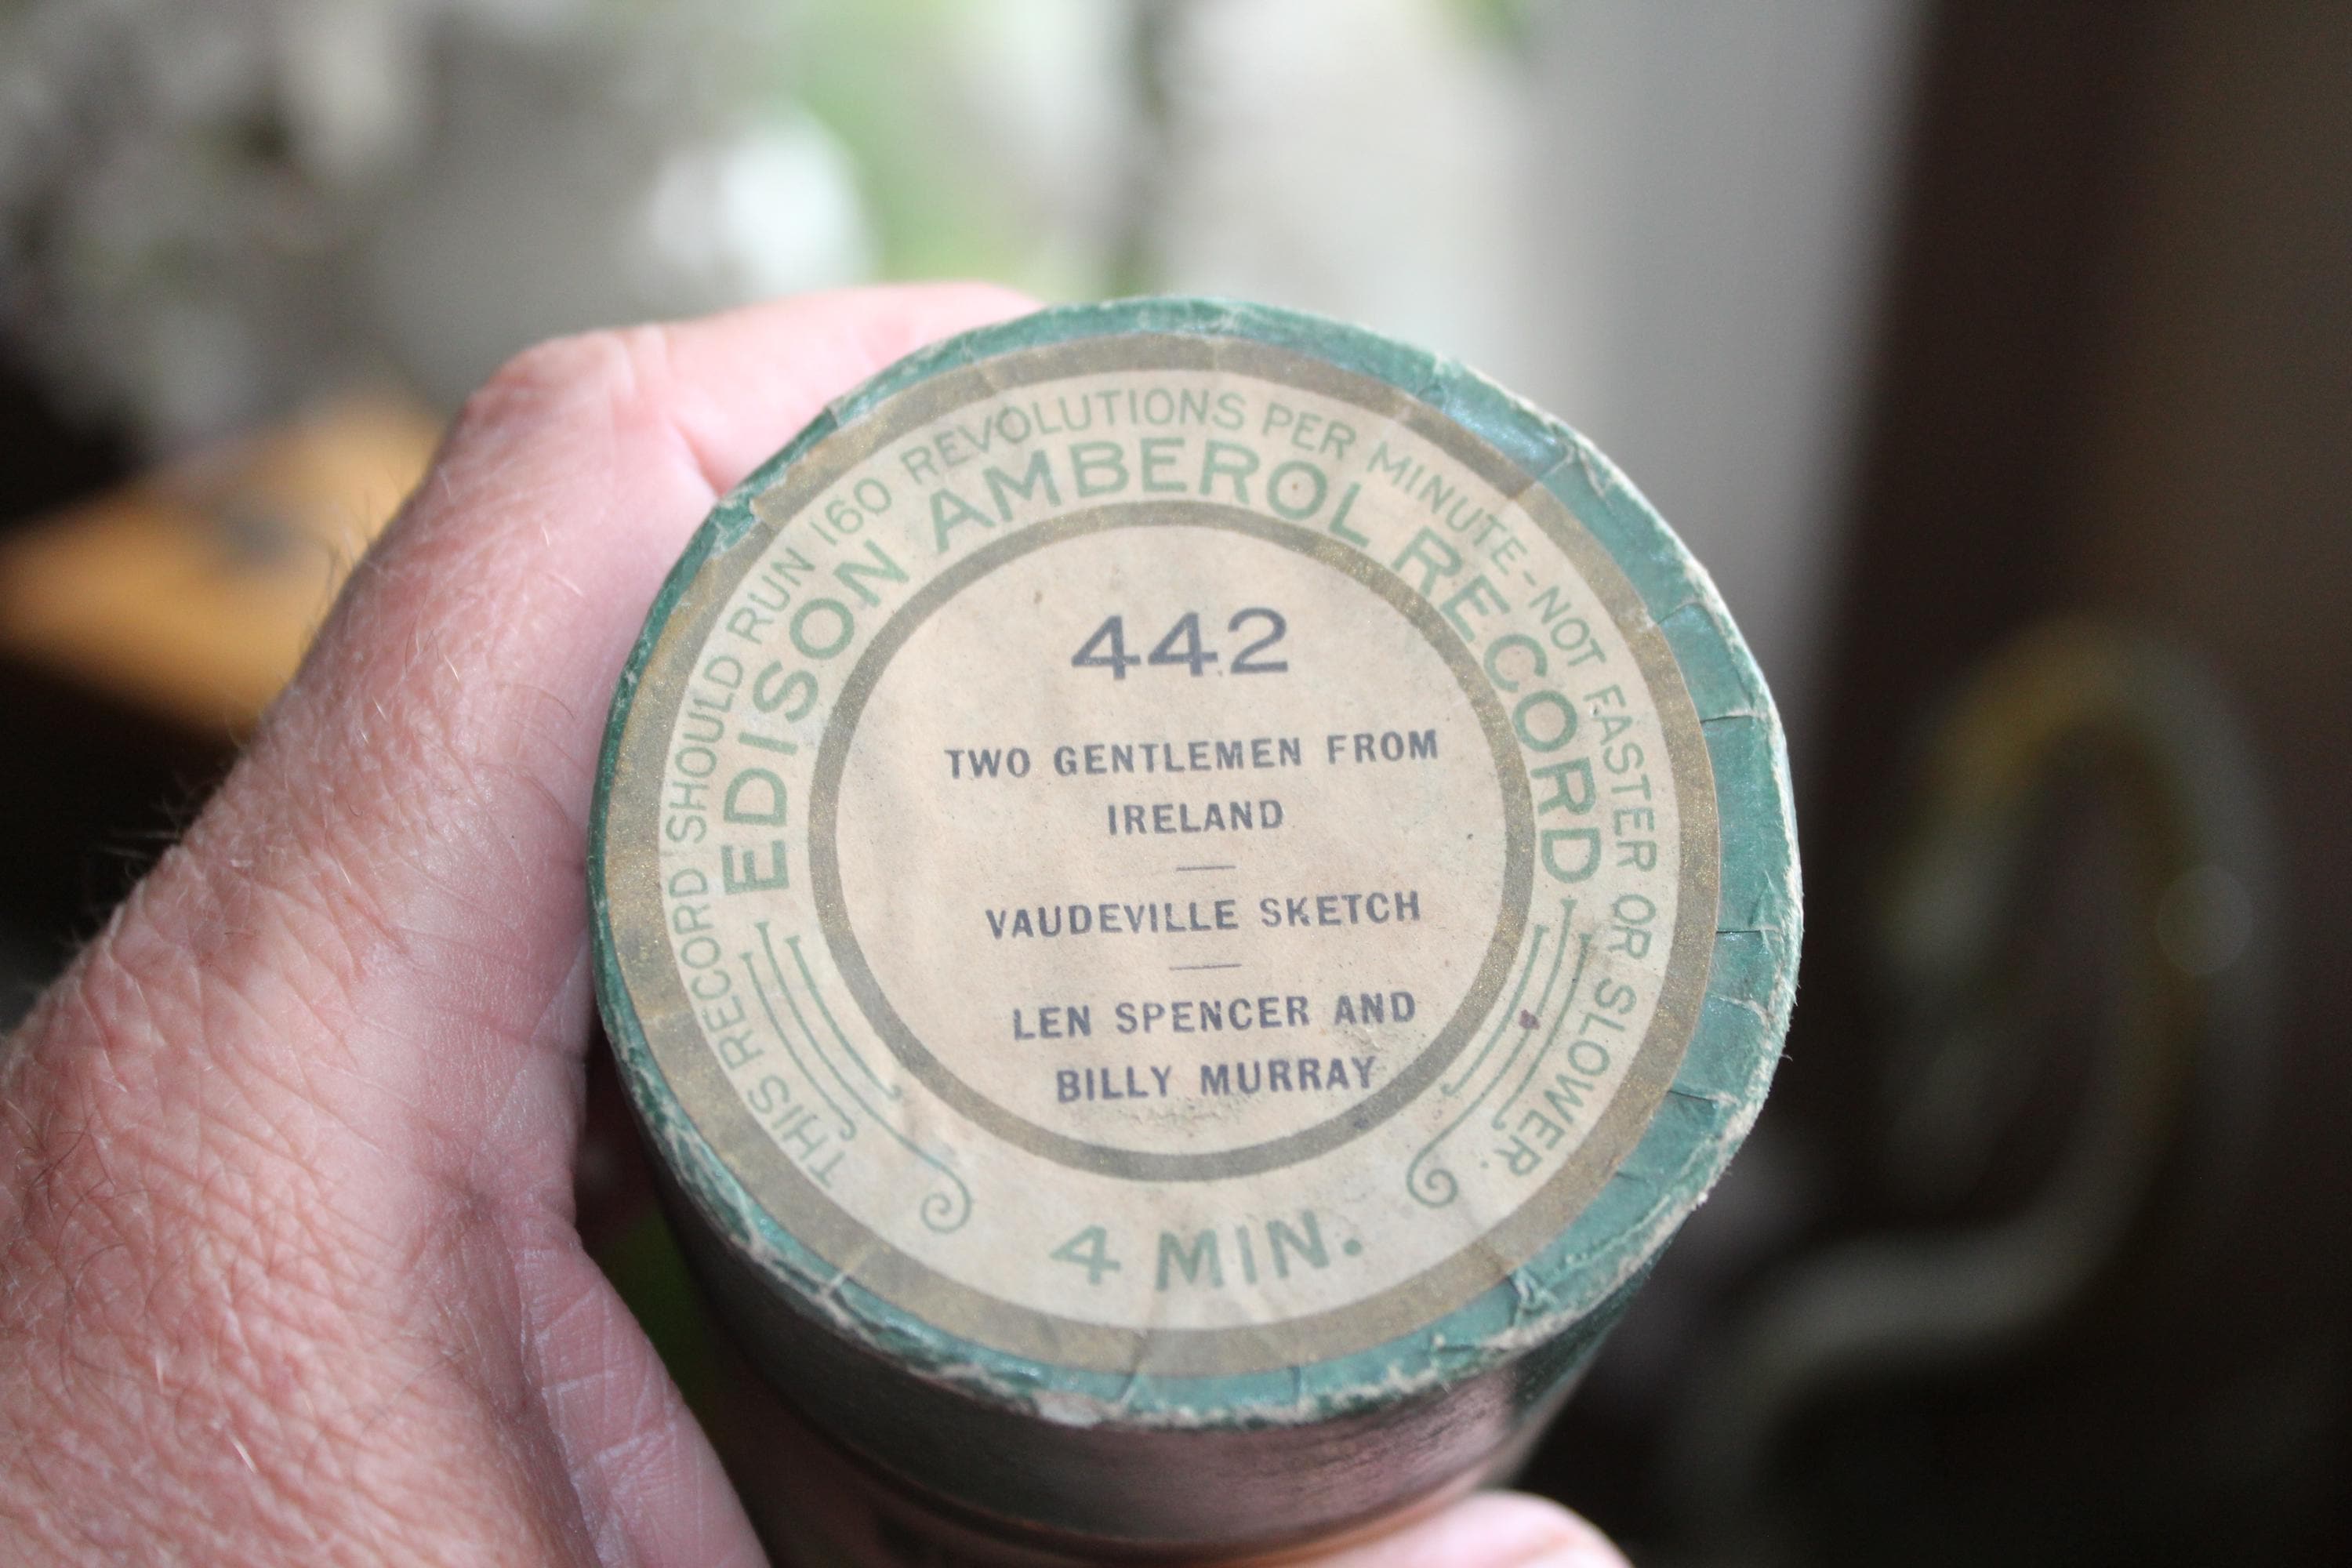 THIS RECORD SHOULD RUN 160 REVOLUTIONS PER MINUTE-NOT FASTER OR SLOWER.
EDISON AMBEROL RECORD
442
TWO GENTLEMEN FROM
IRELAND
VAUDEVILLE SKETCH
LEN SPENCER AND
BILLY MURRAY
4 MIN.